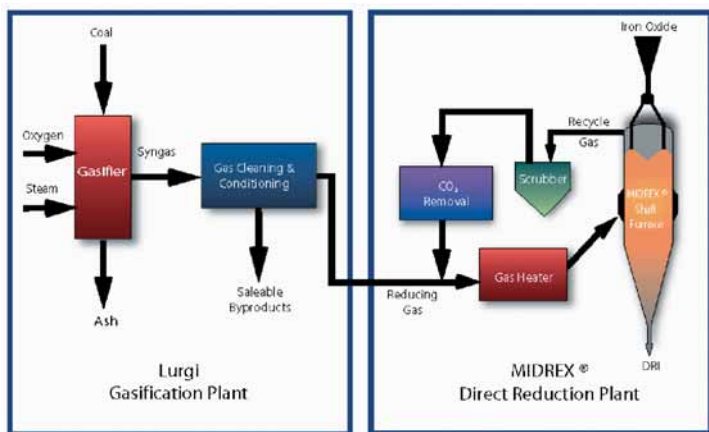 Coal
Oxygen
Steam
Gasifier
Syngas
Gas Cleaning &
Conditioning
Ash
Saleable
Byproducts
Lurgi
Gasification Plant
Iron Oxide
Recycle
Gas
Scrubber
CO₂
Removal
MIDREX ®
Shaft
Furnace
Reducing
Gas
Gas Heater
DRI
MIDREX ®
Direct Reduction Plant